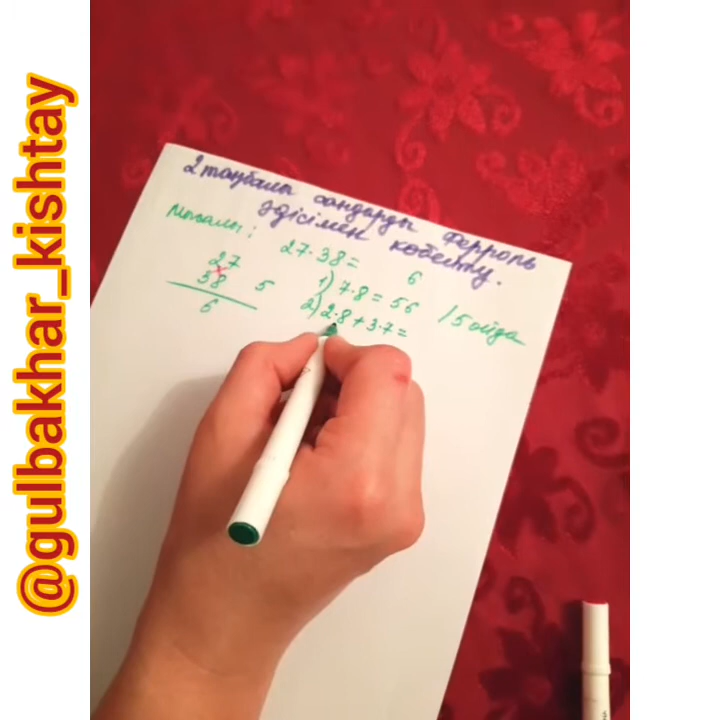 @gulbakhar_kishtay
2 таңбалы сандарды Ферроль
әдісімен көбейту.
Мысалы;
27·38=
27
38 5
6
6
1) 7·8=56 /5 ойда
2) 2·8+3·7=